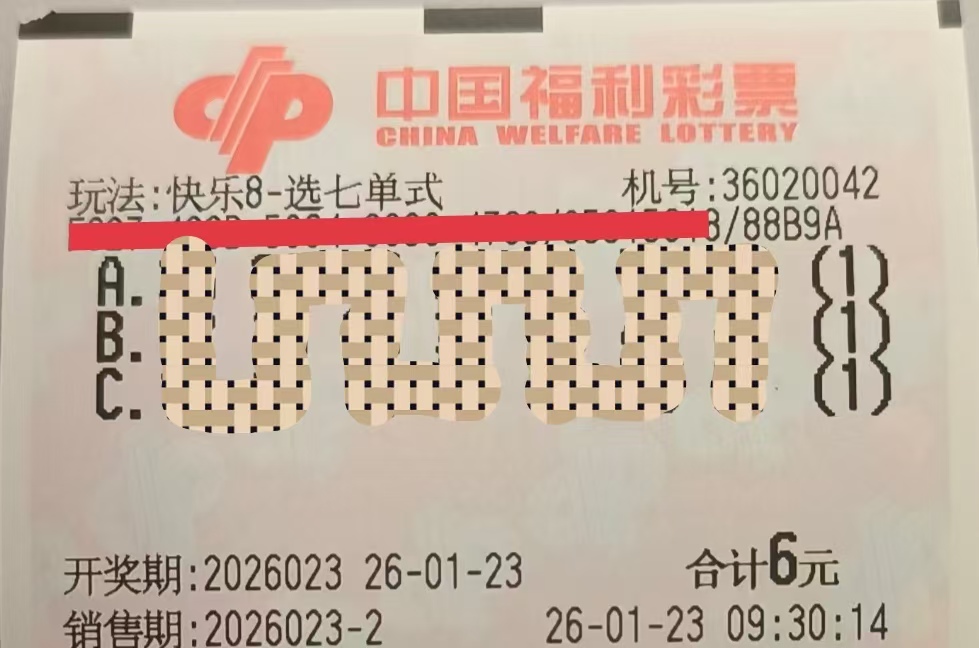 中国福利彩票
CHINA WELFARE LOTTERY
玩法:快乐8-选七单式 机号:36020042
8/88B9A
A. (1)
B. (1)
C. (1)
开奖期:2026023 26-01-23 合计6元
销售期:2026023-2 26-01-23 09:30:14